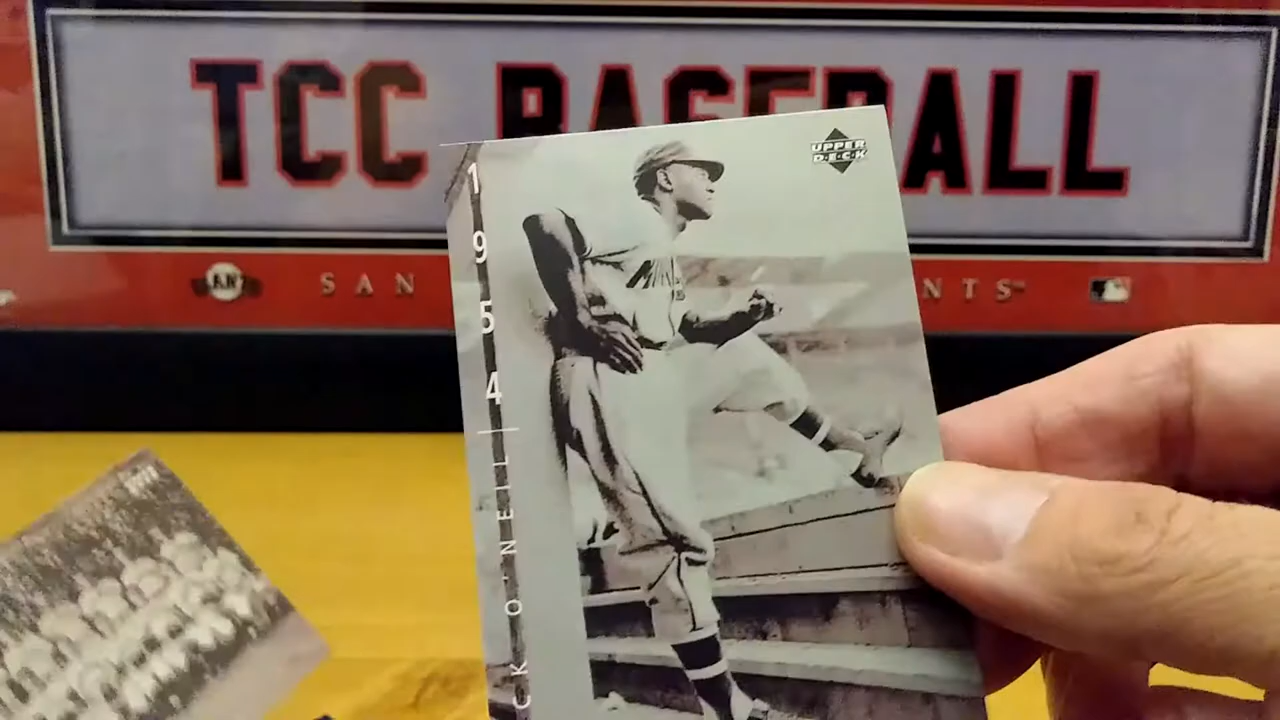 TCC BASEBALL
UPPER
DECK
1954 | CK O'NEIL
SAN
NTS